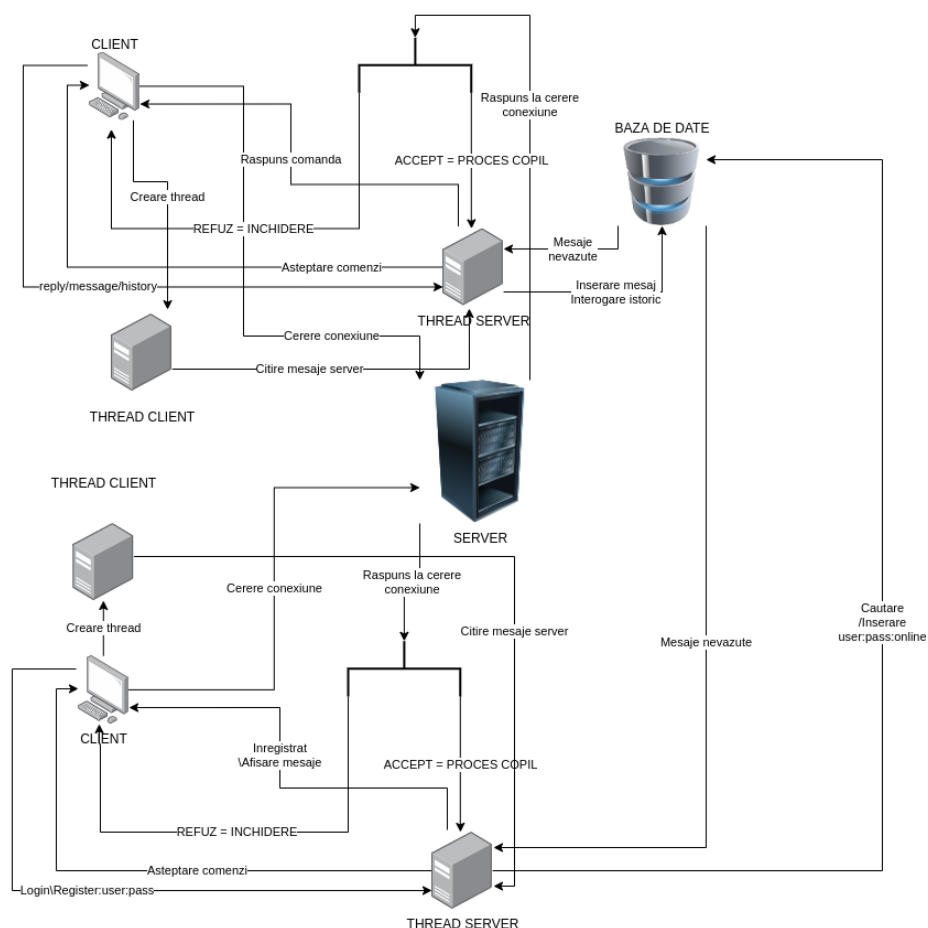 CLIENT
Raspuns la cerere
conexiune
BAZA DE DATE
Raspuns comanda
ACCEPT = PROCES COPIL
Creare thread
REFUZ = INCHIDERE
Mesaje
nevazute
Asteptare comenzi
reply/message/history
Inserare mesaj
Interogare istoric
THREAD SERVER
Cerere conexiune
Citire mesaje server
THREAD CLIENT
THREAD CLIENT
SERVER
Raspuns la cerere
conexiune
Cerere conexiune
Creare thread
Citire mesaje server
Mesaje nevazute
Cautare
/Inserare
user:pass:online
CLIENT
Inregistrat
\Afisare mesaje
ACCEPT = PROCES COPIL
REFUZ = INCHIDERE
Asteptare comenzi
Login\Register:user:pass
THREAD SERVER